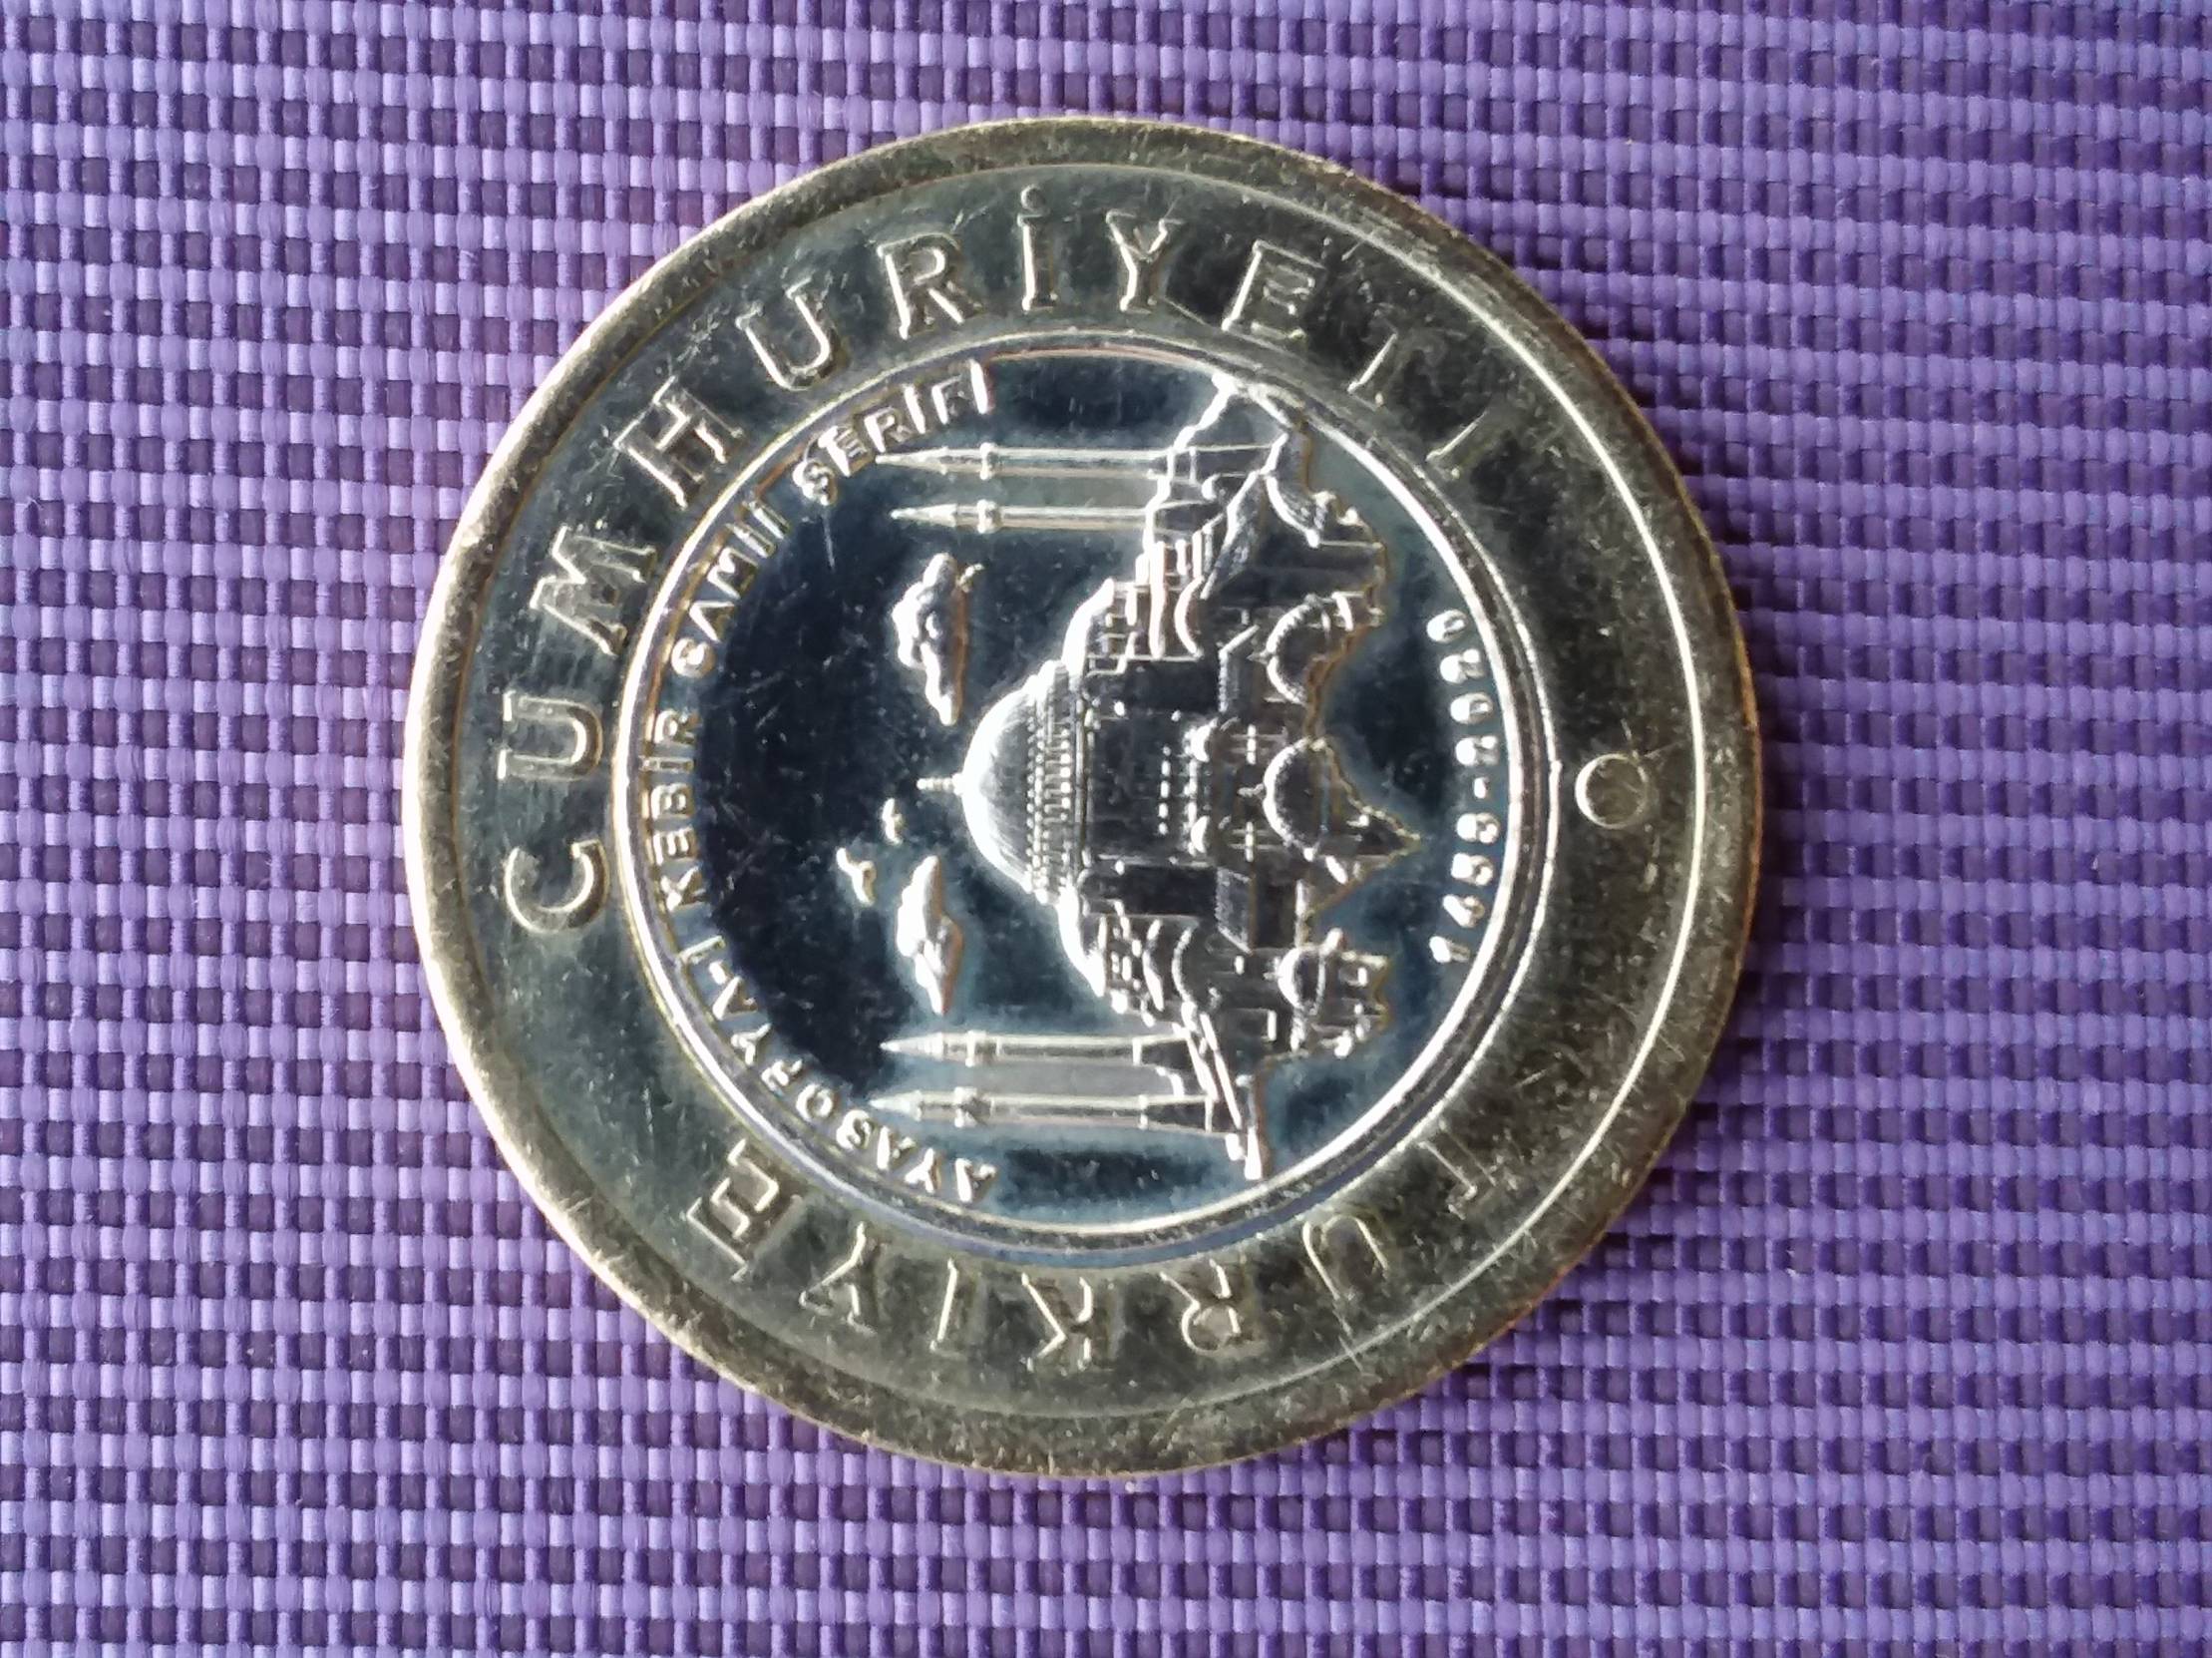 TÜRKİYE CUMHURİYETİ
AYASOFYA-İ KEBİR CAMİİ ŞERİFİ
1453-2020